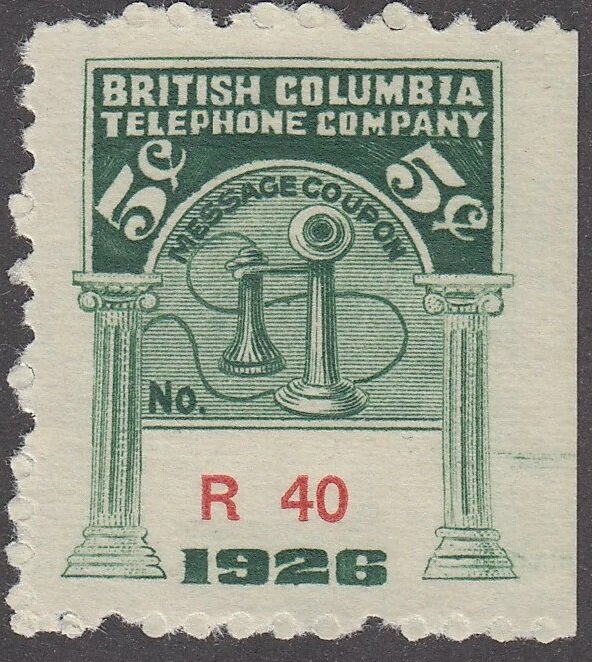 BRITISH COLUMBIA
TELEPHONE COMPANY
5¢ 5¢
MESSAGE COUPON
No.
R 40
1926